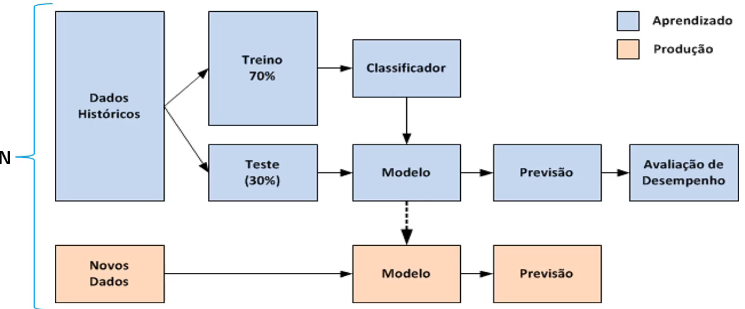 Aprendizado
Produção
Dados
Históricos
Treino
70%
Classificador
N
Teste
(30%)
Modelo
Previsão
Avaliação de
Desempenho
Novos
Dados
Modelo
Previsão